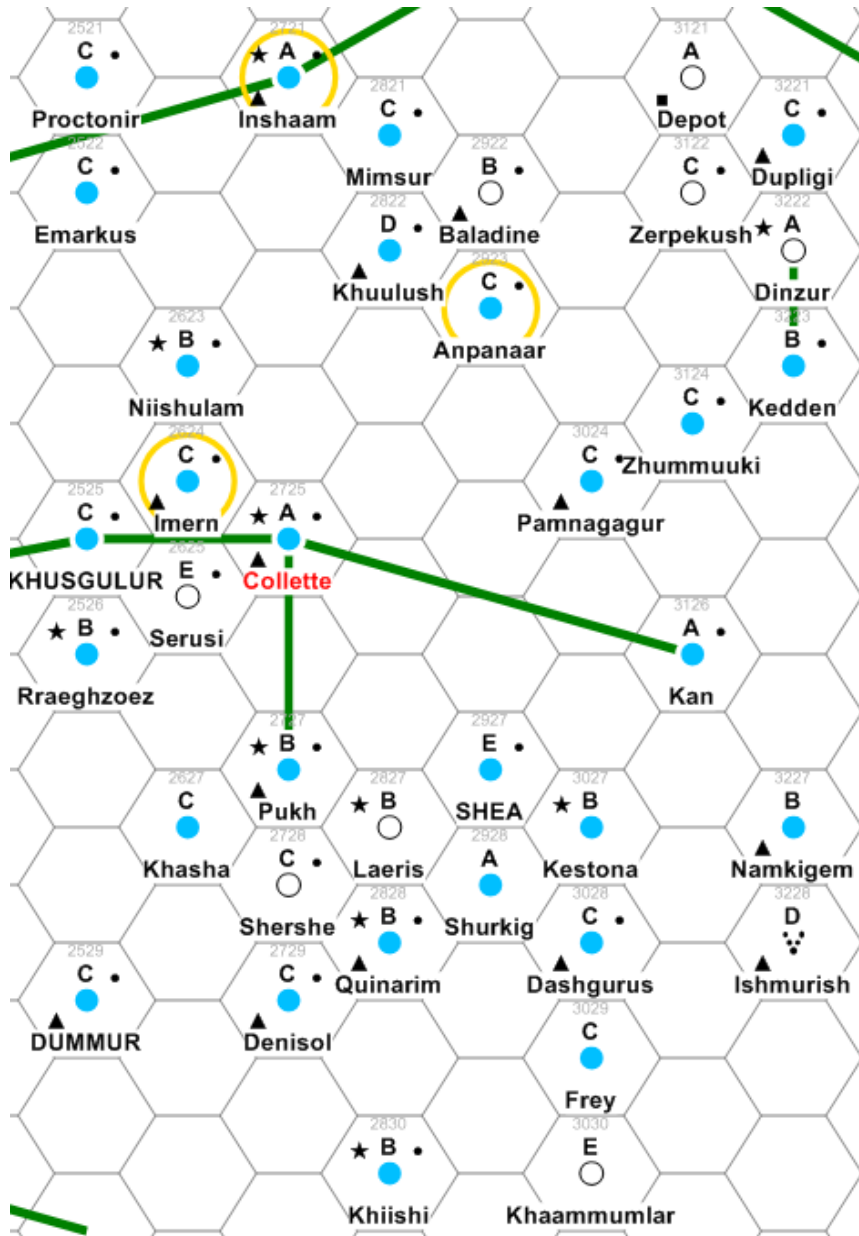 2521
C
Proctonir
2721
A
Inshaam
3121
A
Depot
2821
C
Mimsur
3221
C
Dupligi
2522
C
Emarkus
2922
B
Baladine
3122
C
Zerpekush
2822
D
Khuulush
3222
A
Dinzur
2923
C
Anpanaar
2623
B
Niishulam
3223
B
Kedden
3124
C
Zhummuuki
2624
C
Imern
3024
C
Pamnagagur
2525
C
KHUSGULUR
2725
A
Collette
2625
E
Serusi
2526
B
Rraeghzoez
3126
A
Kan
2727
B
Pukh
2927
E
SHEA
2627
C
Khasha
2827
B
Laeris
3027
B
Kestona
3227
B
Namkigem
2728
C
Shershe
2928
A
Shurkig
2828
B
Quinarim
3028
C
Dashgurus
3228
D
Ishmurish
2529
C
DUMMUR
2729
C
Denisol
3029
C
Frey
2830
B
Khiishi
3030
E
Khaammumlar